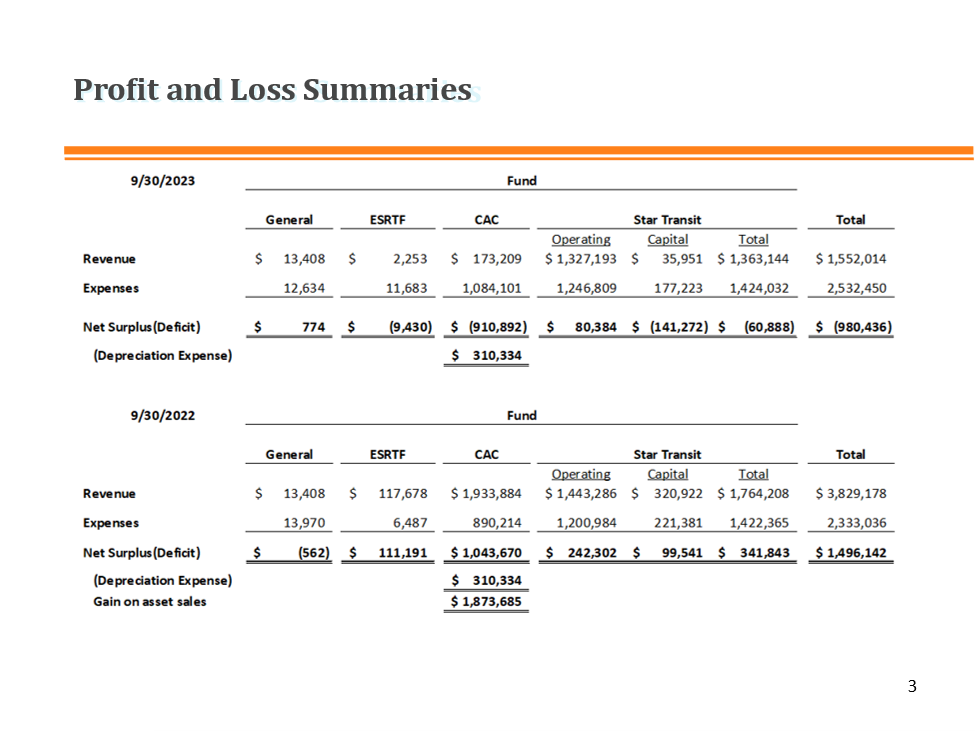 Profit and Loss Summaries
9/30/2023 Fund
General ESRTF CAC Star Transit Total
Operating Capital Total
Revenue $ 13,408 $ 2,253 $ 173,209 $ 1,327,193 $ 35,951 $ 1,363,144 $ 1,552,014
Expenses 12,634 11,683 1,084,101 1,246,809 177,223 1,424,032 2,532,450
Net Surplus(Deficit) $ 774 $ (9,430) $ (910,892) $ 80,384 $ (141,272) $ (60,888) $ (980,436)
(Depreciation Expense) $ 310,334
9/30/2022 Fund
General ESRTF CAC Star Transit Total
Operating Capital Total
Revenue $ 13,408 $ 117,678 $ 1,933,884 $ 1,443,286 $ 320,922 $ 1,764,208 $ 3,829,178
Expenses 13,970 6,487 890,214 1,200,984 221,381 1,422,365 2,333,036
Net Surplus(Deficit) $ (562) $ 111,191 $ 1,043,670 $ 242,302 $ 99,541 $ 341,843 $ 1,496,142
(Depreciation Expense) $ 310,334
Gain on asset sales $ 1,873,685
3